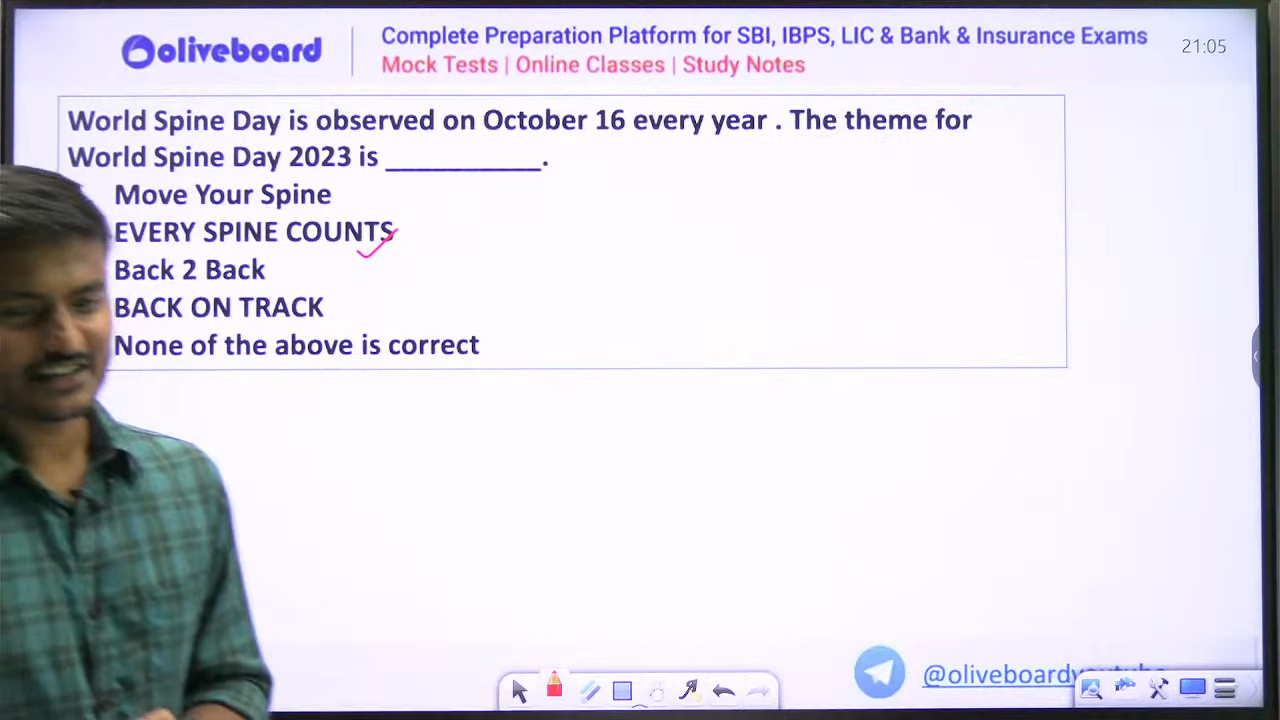 oliveboard
Complete Preparation Platform for SBI, IBPS, LIC & Bank & Insurance Exams
Mock Tests | Online Classes | Study Notes
21:05
World Spine Day is observed on October 16 every year . The theme for
World Spine Day 2023 is ___________.
Move Your Spine
EVERY SPINE COUNTS
Back 2 Back
BACK ON TRACK
None of the above is correct